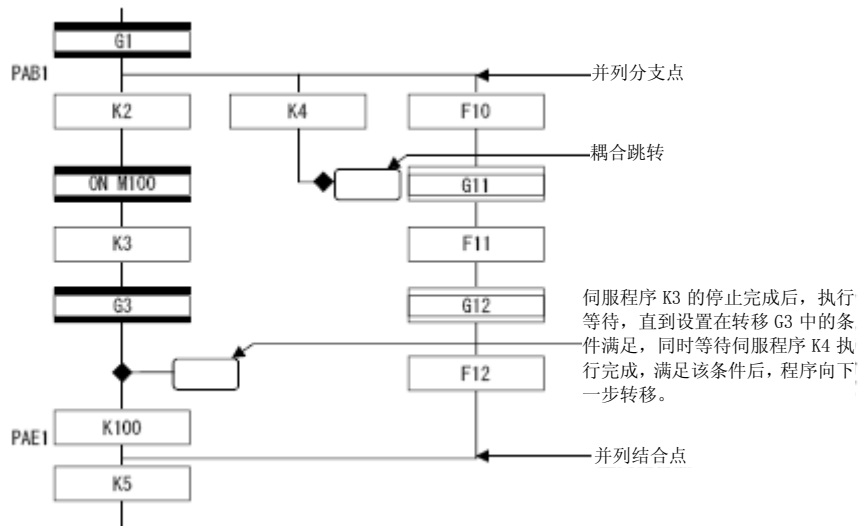 G1
PAB1
并列分支点
K2
K4
F10
耦合跳转
ON M100
G11
K3
F11
G3
G12
伺服程序 K3 的停止完成后，执行
等待，直到设置在转移 G3 中的条
件满足，同时等待伺服程序 K4 执
行完成，满足该条件后，程序向下
一步转移。
F12
K100
PAE1
并列结合点
K5